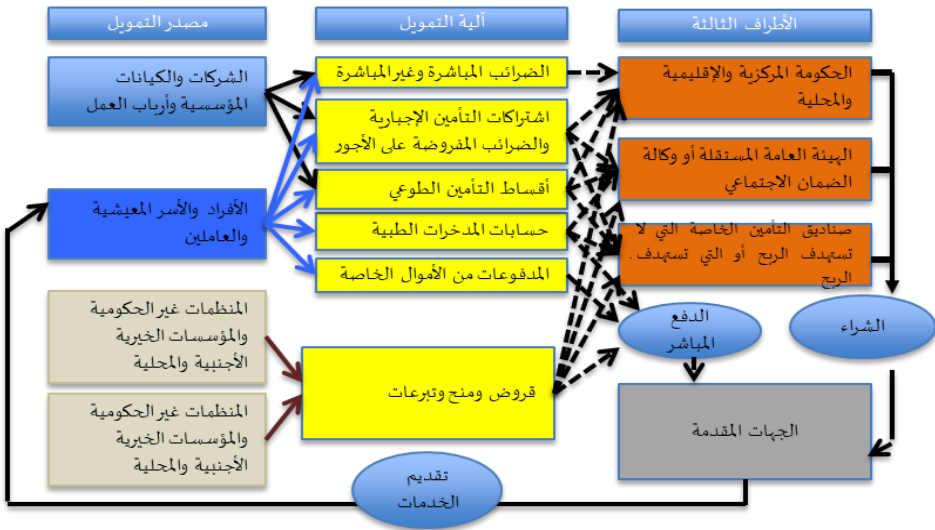 مصدر التمويل
آلية التمويل
الأطراف الثالثة
الشركات والكيانات
المؤسسية وأرباب العمل
الأفراد والأسر المعيشية
والعاملين
المنظمات غير الحكومية
والمؤسسات الخيرية
الأجنبية والمحلية
المنظمات غير الحكومية
والمؤسسات الخيرية
الأجنبية والمحلية
الضرائب المباشرة وغير المباشرة
اشتراكات التأمين الإجبارية
والضرائب المفروضة على الأجور
أقساط التأمين الطوعي
حسابات المدخرات الطبية
المدفوعات من الأموال الخاصة
قروض ومنح وتبرعات
الحكومة المركزية والإقليمية
والمحلية
الهيئة العامة المستقلة أو وكالة
الضمان الاجتماعي
صناديق التأمين الخاصة التي لا
تستهدف الربح أو التي تستهدف .
الربح
الدفع
المباشر
الشراء
الجهات المقدمة
تقديم
الخدمات